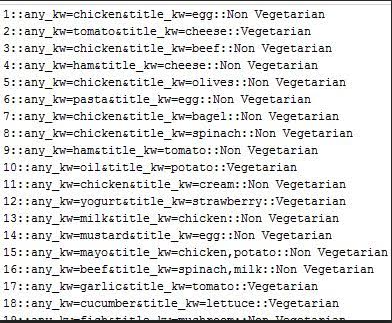 1::any_kw=chicken&title_kw=egg::Non Vegetarian
2::any_kw=tomato&title_kw=cheese::Vegetarian
3::any_kw=chicken&title_kw=beef::Non Vegetarian
4::any_kw=ham&title_kw=cheese::Non Vegetarian
5::any_kw=chicken&title_kw=olives::Non Vegetarian
6::any_kw=pasta&title_kw=egg::Non Vegetarian
7::any_kw=chicken&title_kw=bagel::Non Vegetarian
8::any_kw=chicken&title_kw=spinach::Non Vegetarian
9::any_kw=ham&title_kw=tomato::Non Vegetarian
10::any_kw=oil&title_kw=potato::Vegetarian
11::any_kw=chicken&title_kw=cream::Non Vegetarian
12::any_kw=yogurt&title_kw=strawberry::Vegetarian
13::any_kw=milk&title_kw=chicken::Non Vegetarian
14::any_kw=mustard&title_kw=egg::Non Vegetarian
15::any_kw=mayo&title_kw=chicken,potato::Non Vegetarian
16::any_kw=beef&title_kw=spinach,milk::Non Vegetarian
17::any_kw=garlic&title_kw=tomato::Vegetarian
18::any_kw=cucumber&title_kw=lettuce::Vegetarian
19::any_kw=fish&title_kw=mushroom::Non Vegetarian